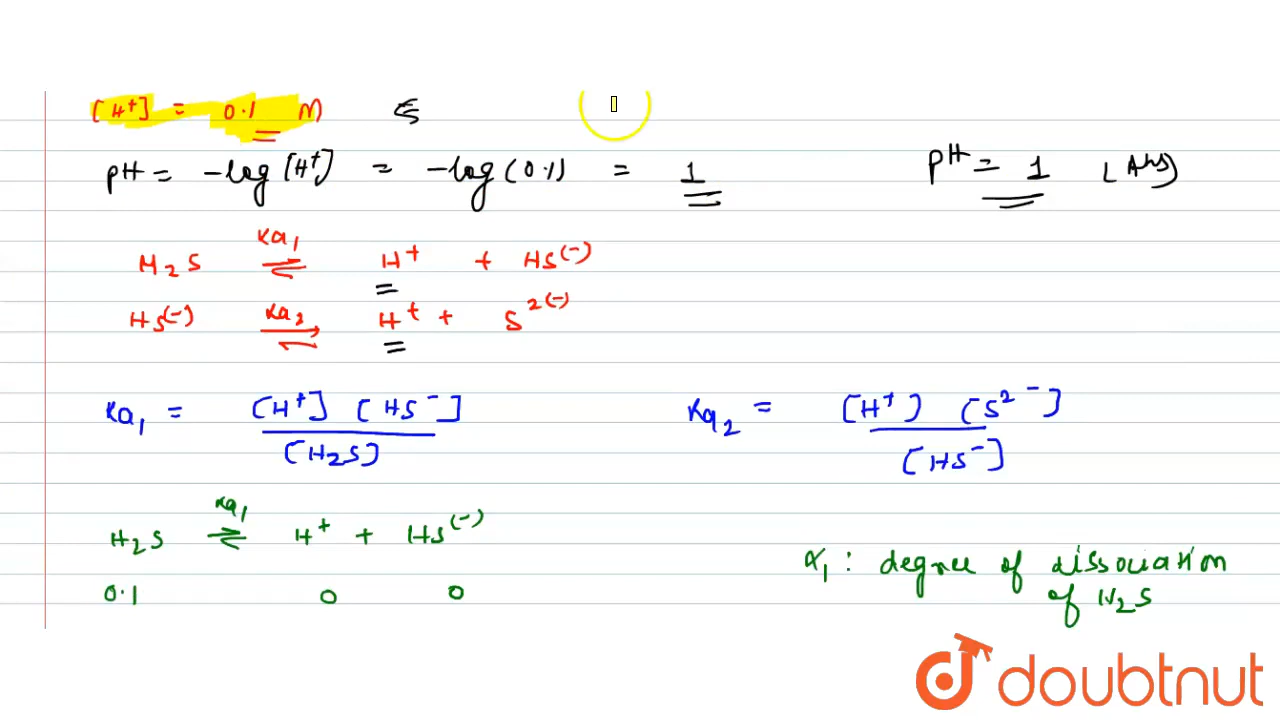 [H+] = 0.1 M ⇐
pH = -log [H+] = -log (0.1) = 1 pH = 1 (Ans)
H2S ⇌ Ka1 H+ + HS(-)
HS(-) ⇌ Ka2 H+ + S2(-)
Ka1 = [H+] [HS-] / [H2S] Ka2 = [H+] [S2-] / [HS-]
H2S ⇌ Ka1 H+ + HS(-)
α1 : degree of dissociation
0.1 0 0 of H2S
doubtnut